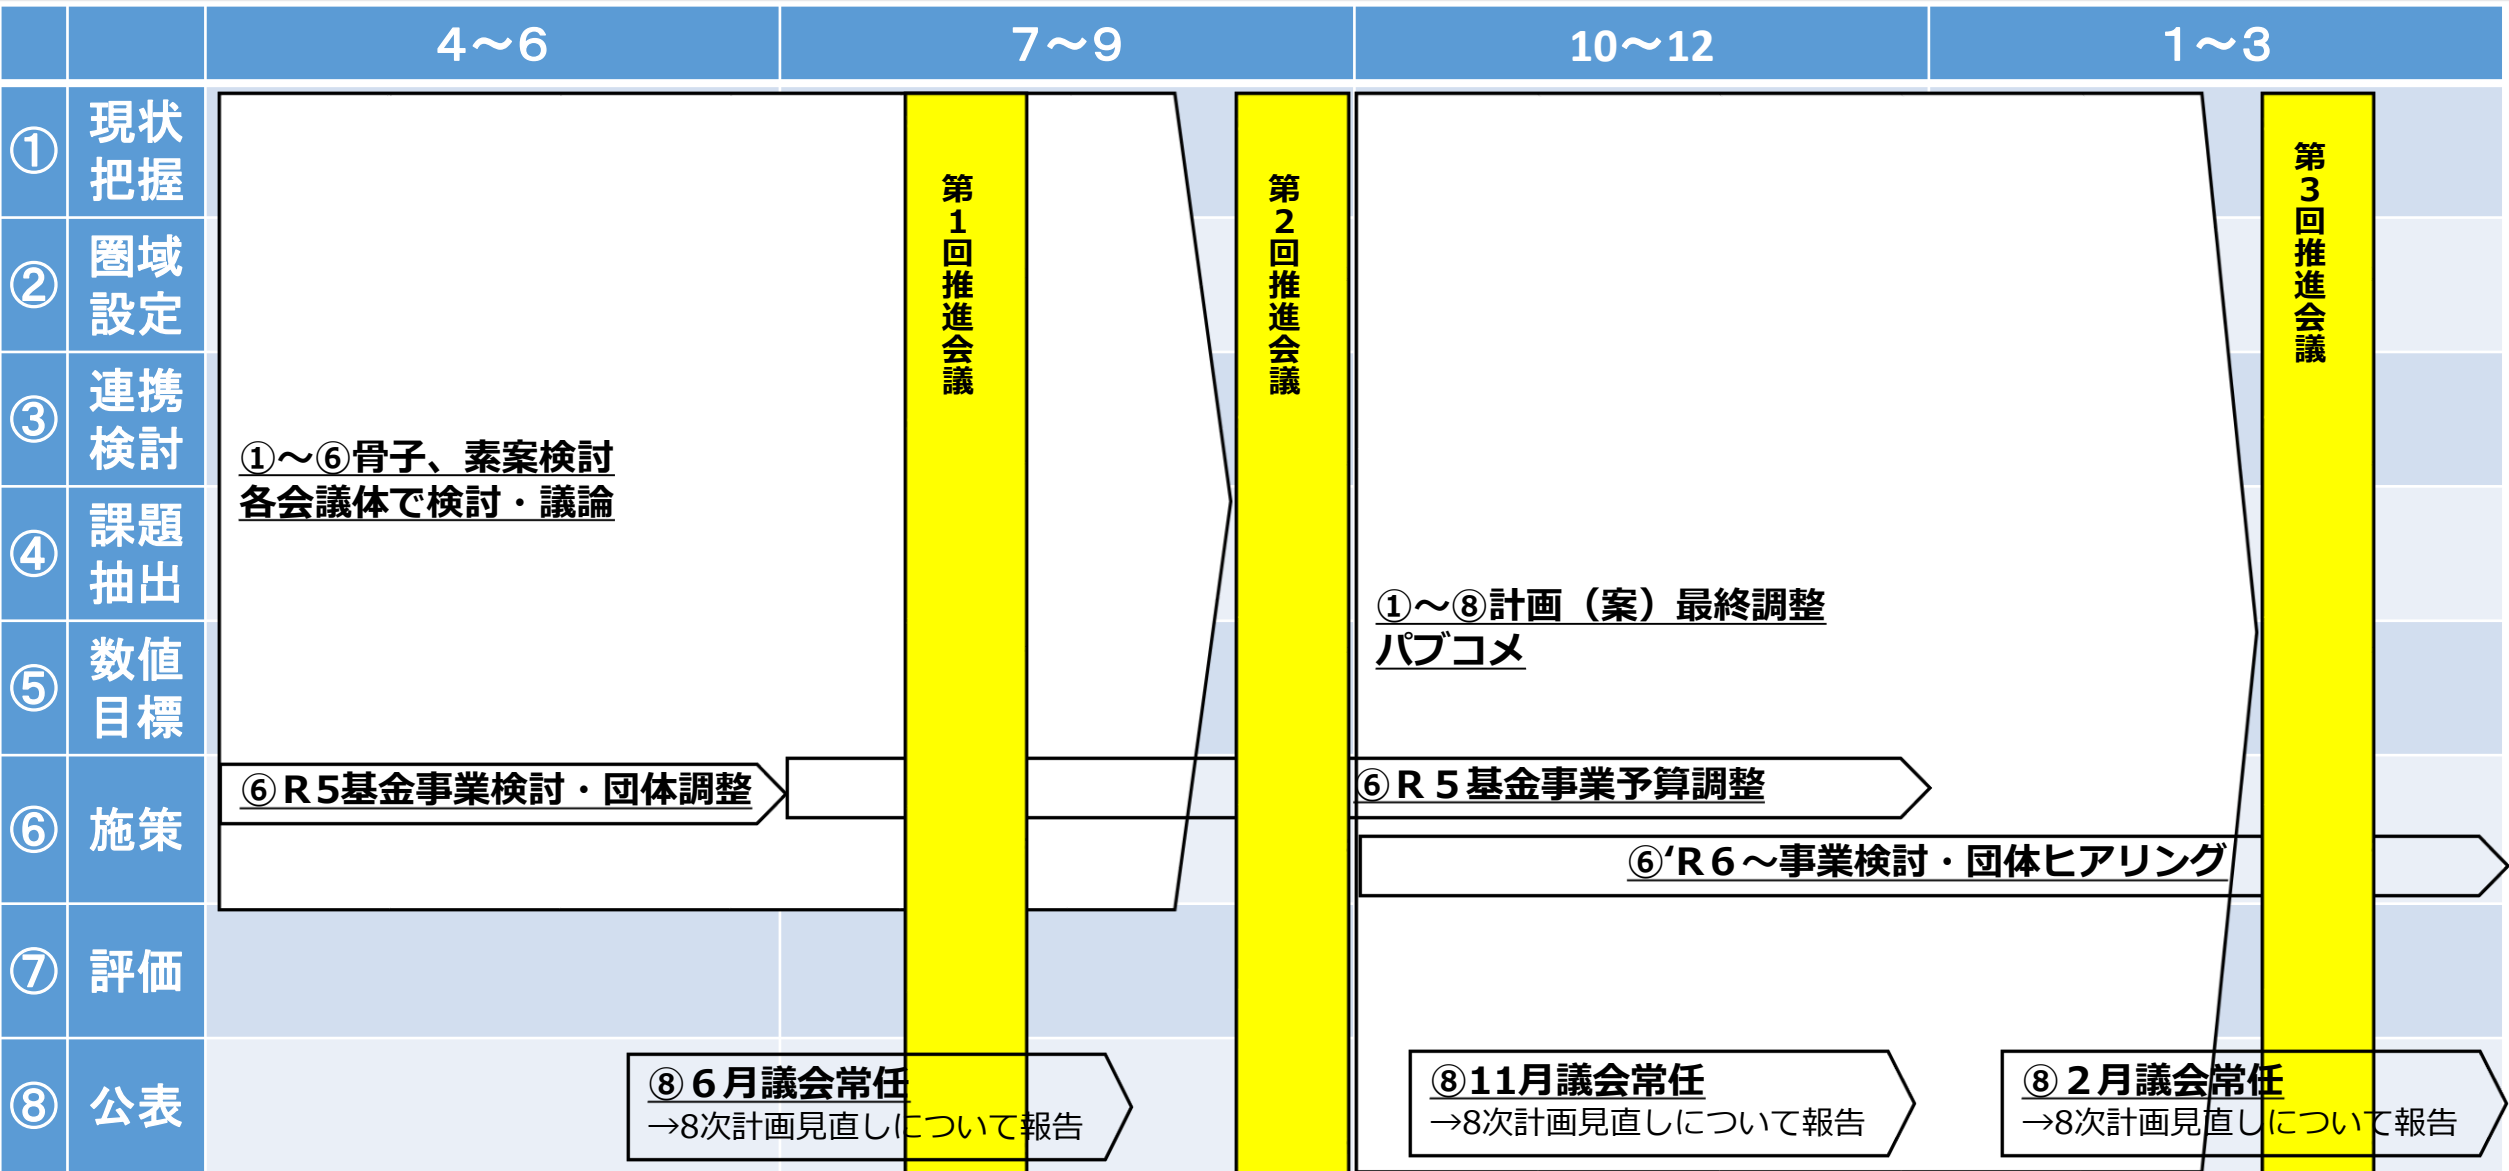 4～6
7～9
10～12
1～3
①
現状
把握
②
圏域
設定
③
連携
検討
④
課題
抽出
⑤
数値
目標
⑥
施策
⑦
評価
⑧
公表
①～⑥骨子、素案検討
各会議体で検討・議論
第1回推進会議
第2回推進会議
①～⑧計画（案）最終調整
パブコメ
第3回推進会議
⑥R5基金事業検討・団体調整
⑥R５基金事業予算調整
⑥‘R６～事業検討・団体ヒアリング
⑧６月議会常任
→8次計画見直しについて報告
⑧11月議会常任
→8次計画見直しについて報告
⑧２月議会常任
→8次計画見直しについて報告